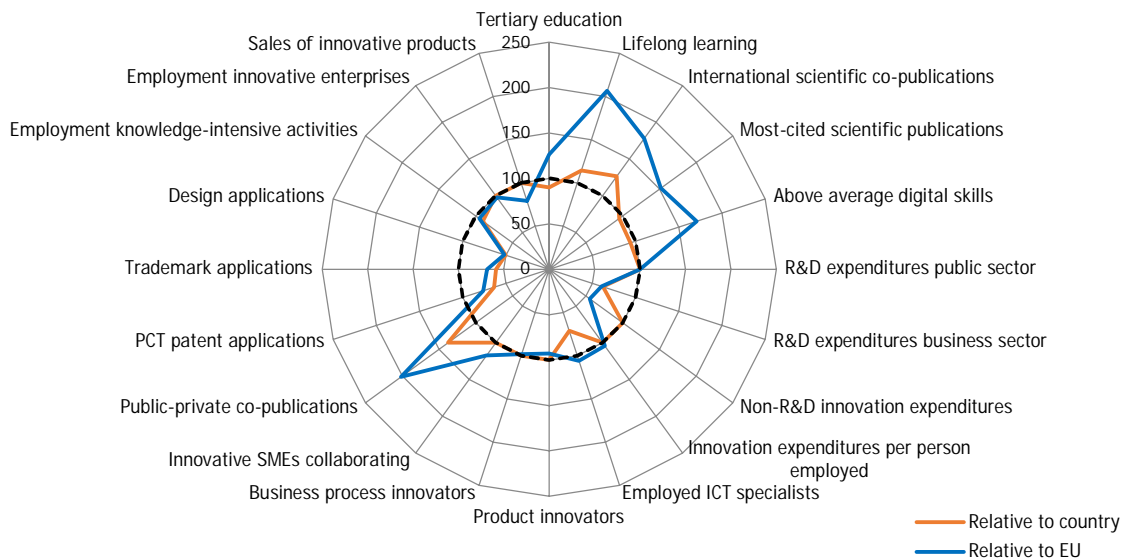 Tertiary education
250
Sales of innovative products
Lifelong learning
200
Employment innovative enterprises
International scientific co-publications
150
Employment knowledge-intensive activities
Most-cited scientific publications
100
Design applications
Above average digital skills
50
Trademark applications
0
R&D expenditures public sector
PCT patent applications
R&D expenditures business sector
Public-private co-publications
Non-R&D innovation expenditures
Innovative SMEs collaborating
Innovation expenditures per person
employed
Business process innovators
Employed ICT specialists
Product innovators
Relative to country
Relative to EU